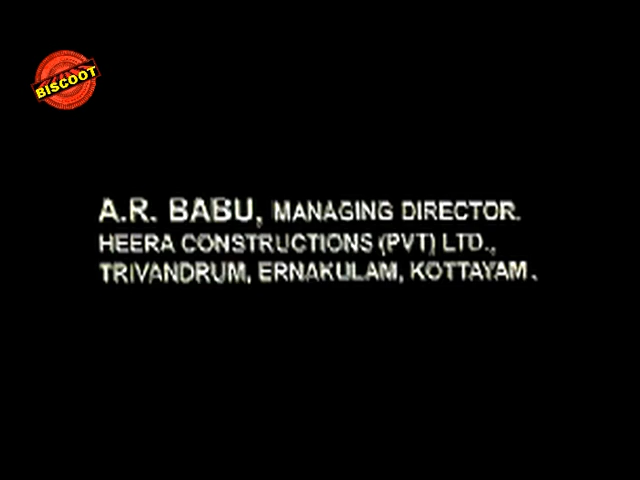 BISCOOT
A.R. BABU, MANAGING DIRECTOR.
HEERA CONSTRUCTIONS (PVT) LTD.,
TRIVANDRUM, ERNAKULAM, KOTTAYAM.